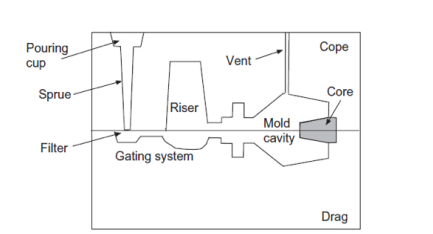 Pouring
cup
Vent
Cope
Sprue
Riser
Core
Mold
cavity
Filter
Gating system
Drag